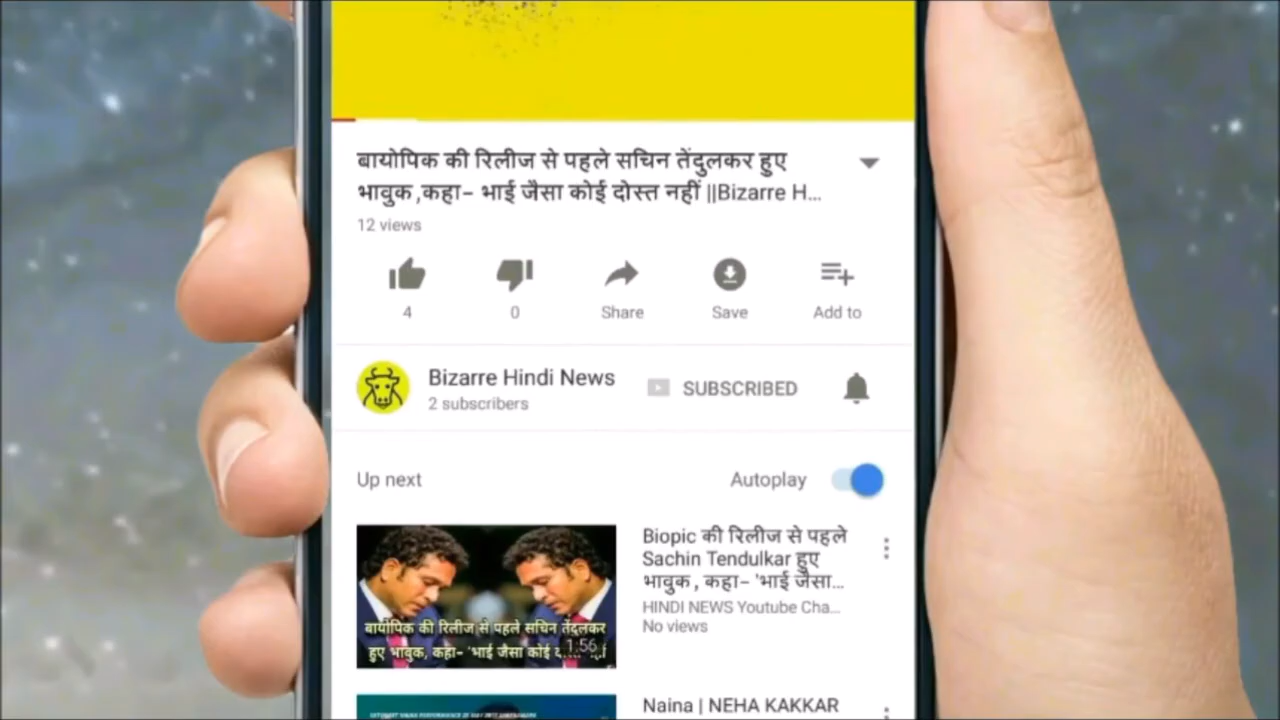 बायोपिक की रिलीज से पहले सचिन तेंदुलकर हुए
भावुक,कहा- भाई जैसा कोई दोस्त नहीं ||Bizarre H...
12 views
4
0
Share
Save
Add to
Bizarre Hindi News
2 subscribers
SUBSCRIBED
Up next
Autoplay
Biopic की रिलीज से पहले
Sachin Tendulkar हुए
भावुक, कहा- 'भाई जैसा...
HINDI NEWS Youtube Cha...
No views
बायोपिक की रिलीज से पहले सचिन तेंदुलकर
हुए भावुक, कहा- 'भाई जैसा कोई
1:56
Naina | NEHA KAKKAR